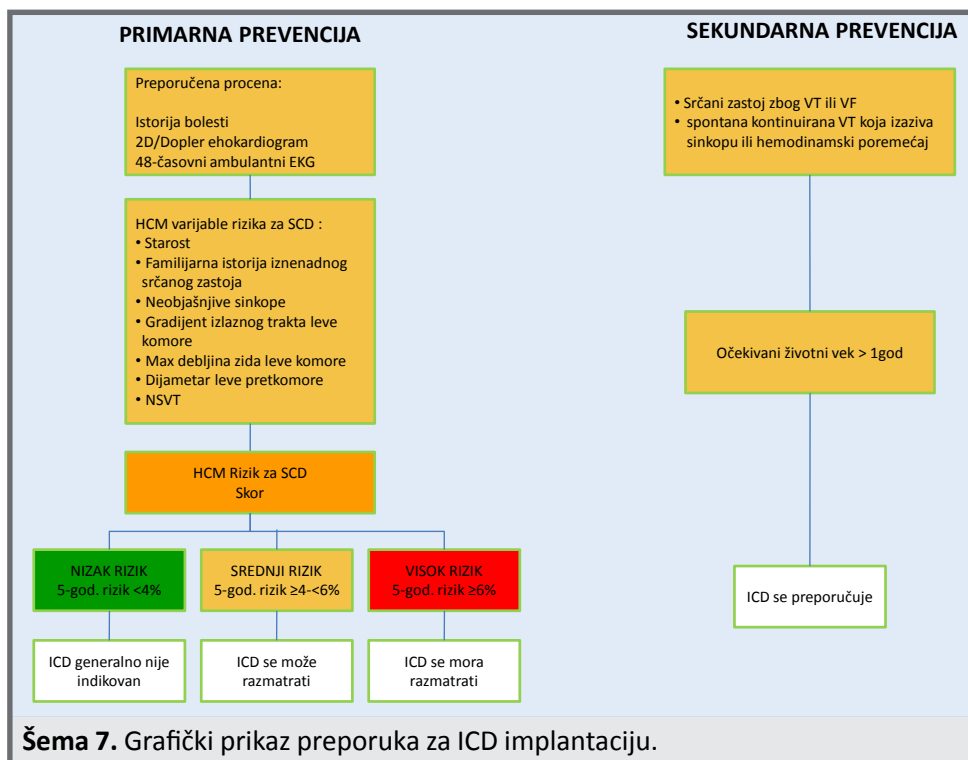 PRIMARNA PREVENCIJA
Preporučena procena:
Istorija bolesti
2D/Dopler ehokardiogram
48-časovni ambulantni EKG
HCM varijable rizika za SCD :
• Starost
• Familijarna istorija iznenadnog
srčanog zastoja
• Neobjašnjive sinkope
• Gradijent izlaznog trakta leve
komore
• Max debljina zida leve komore
• Dijametar leve pretkomore
• NSVT
HCM Rizik za SCD
Skor
NIZAK RIZIK
5-god. rizik <4%
SREDNJI RIZIK
5-god. rizik ≥4-<6%
VISOK RIZIK
5-god. rizik ≥6%
ICD generalno nije
indikovan
ICD se može
razmatrati
ICD se mora
razmatrati
SEKUNDARNA PREVENCIJA
• Srčani zastoj zbog VT ili VF
• spontana kontinuirana VT koja izaziva
sinkopu ili hemodinamski poremećaj
Očekivani životni vek > 1god
ICD se preporučuje
Šema 7. Grafički prikaz preporuka za ICD implantaciju.